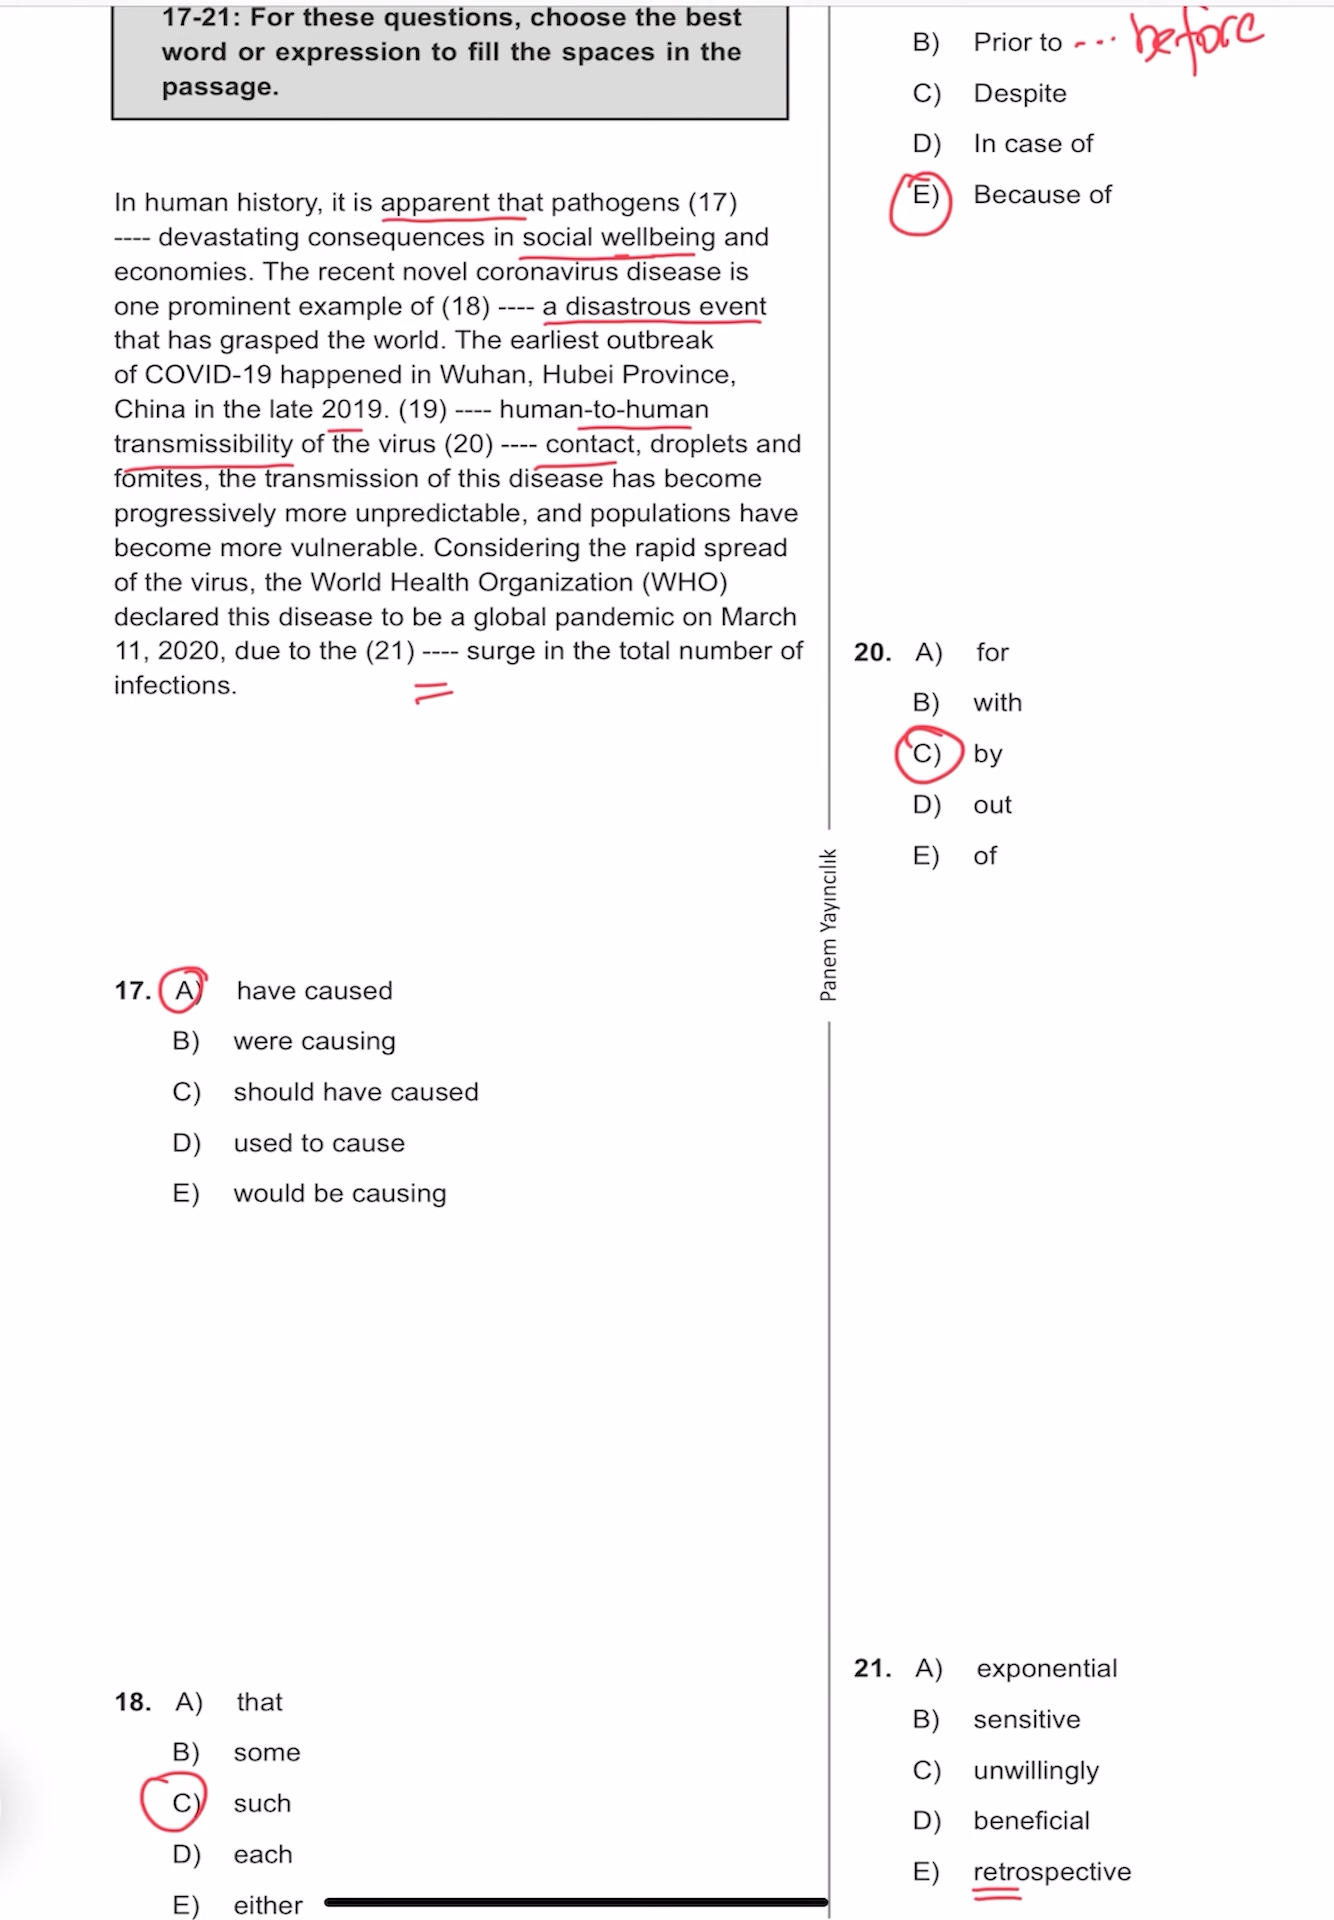 17-21: For these questions, choose the best
word or expression to fill the spaces in the
passage.
In human history, it is apparent that pathogens (17)
---- devastating consequences in social wellbeing and
economies. The recent novel coronavirus disease is
one prominent example of (18) ---- a disastrous event
that has grasped the world. The earliest outbreak
of COVID-19 happened in Wuhan, Hubei Province,
China in the late 2019. (19) ---- human-to-human
transmissibility of the virus (20) ---- contact, droplets and
fomites, the transmission of this disease has become
progressively more unpredictable, and populations have
become more vulnerable. Considering the rapid spread
of the virus, the World Health Organization (WHO)
declared this disease to be a global pandemic on March
11, 2020, due to the (21) ---- surge in the total number of
infections.
17. A) have caused
B) were causing
C) should have caused
D) used to cause
E) would be causing
18. A) that
B) some
C) such
D) each
E) either
Panem Yayıncılık
B) Prior to --- before
C) Despite
D) In case of
E) Because of
20. A) for
B) with
C) by
D) out
E) of
21. A) exponential
B) sensitive
C) unwillingly
D) beneficial
E) retrospective